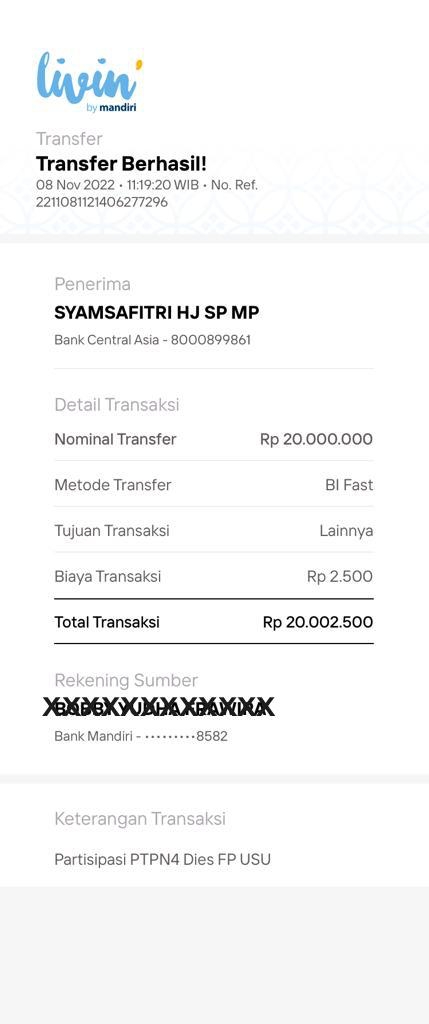 livin'
by mandiri
Transfer
Transfer Berhasil!
08 Nov 2022 • 11:19:20 WIB • No. Ref.
2211081121406277296
Penerima
SYAMSAFITRI HJ SP MP
Bank Central Asia - 8000899861
Detail Transaksi
Nominal Transfer Rp 20.000.000
Metode Transfer BI Fast
Tujuan Transaksi Lainnya
Biaya Transaksi Rp 2.500
Total Transaksi Rp 20.002.500
Rekening Sumber
Bank Mandiri - •••••••••8582
Keterangan Transaksi
Partisipasi PTPN4 Dies FP USU